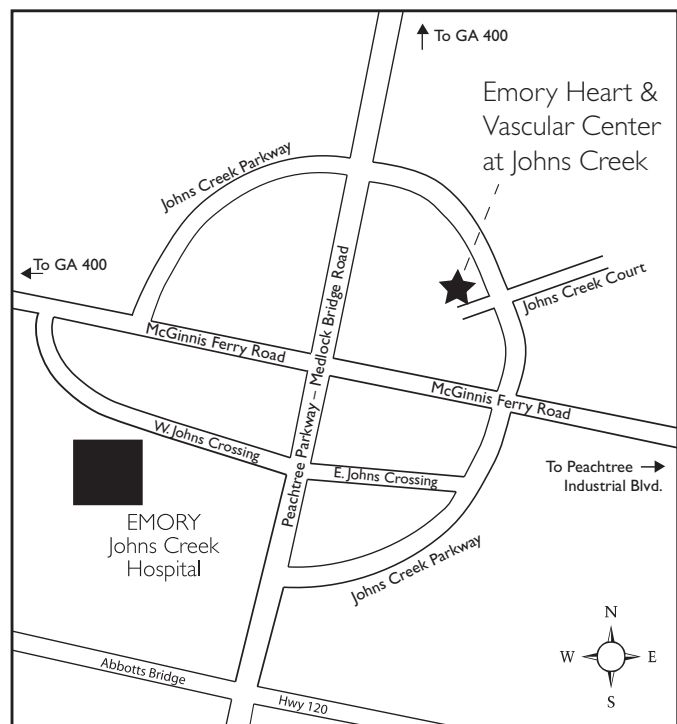 To GA 400
Emory Heart &
Vascular Center
at Johns Creek
Johns Creek Parkway
To GA 400
Johns Creek Court
Peachtree Parkway – Medlock Bridge Road
McGinnis Ferry Road
McGinnis Ferry Road
W. Johns Crossing
E. Johns Crossing
To Peachtree
Industrial Blvd.
EMORY
Johns Creek
Hospital
Johns Creek Parkway
N
W
E
S
Abbotts Bridge
Hwy 120